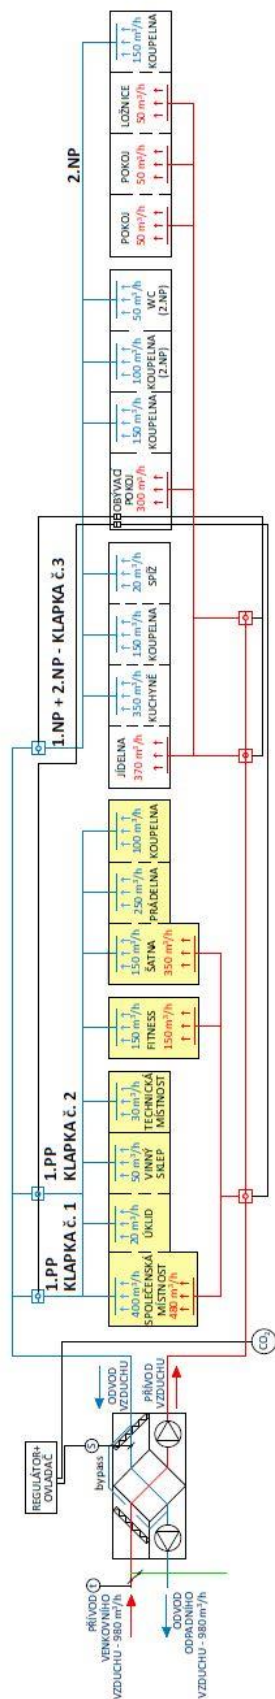 REGULÁTOR+
OVLADAČ
t
PŘÍVOD
VENKOVNÍHO
VZDUCHU - 980 m³/h
S
bypass
ODVOD
VZDUCHU
PŘÍVOD
VZDUCHU
ODVOD
ODPADNÍHO
VZDUCHU - 980 m³/h
CO₂
1.PP
KLAPKA č. 1
1.PP
KLAPKA č. 2
1.NP + 2.NP - KLAPKA č.3
2.NP
400 m³/h
SPOLEČENSKÁ
MÍSTNOST
480 m³/h
20 m³/h
ÚKLID
50 m³/h
VINNÝ
SKLEP
30 m³/h
TECHNICKÁ
MÍSTNOST
150 m³/h
FITNESS
150 m³/h
150 m³/h
ŠATNA
350 m³/h
250 m³/h
PRÁDELNA
100 m³/h
KOUPELNA
JÍDELNA
370 m³/h
350 m³/h
KUCHYNĚ
150 m³/h
KOUPELNA
20 m³/h
SPÍŽ
OBÝVACÍ
POKOJ
300 m³/h
150 m³/h
KOUPELNA
100 m³/h
KOUPELNA
(2.NP)
50 m³/h
WC
(2.NP)
POKOJ
50 m³/h
POKOJ
50 m³/h
LOŽNICE
50 m³/h
150 m³/h
KOUPELNA